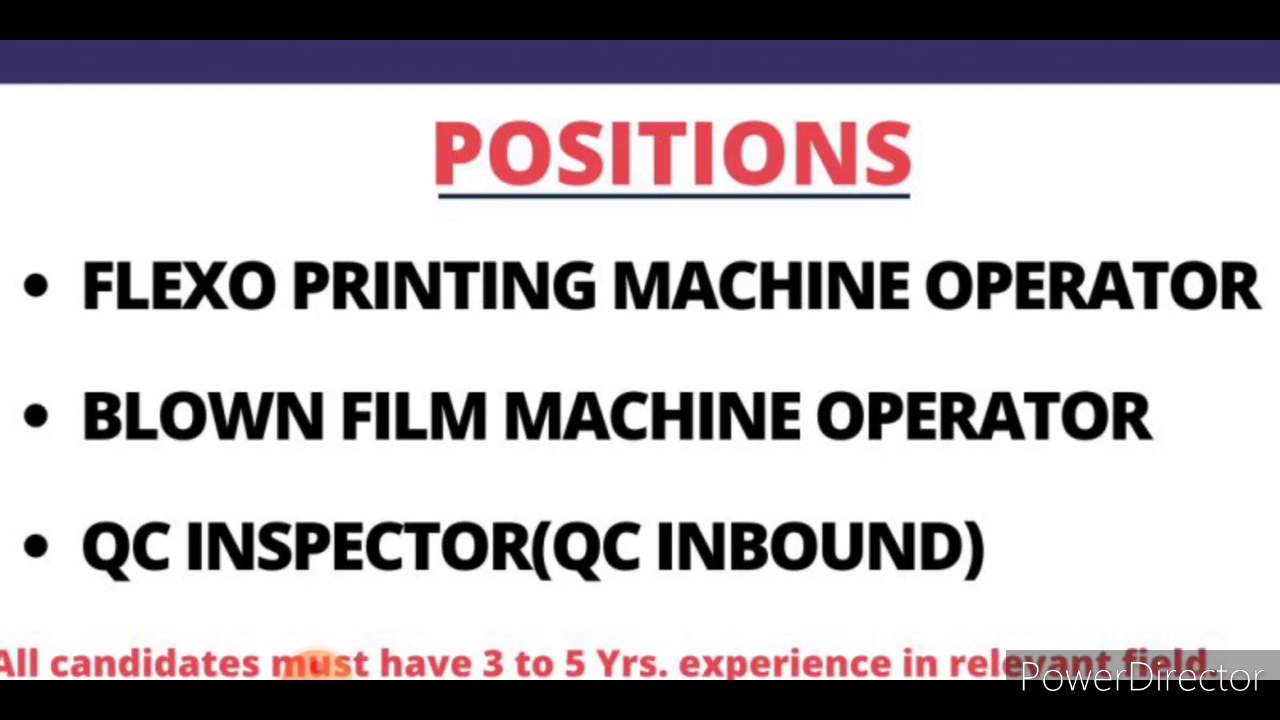 POSITIONS
• FLEXO PRINTING MACHINE OPERATOR
• BLOWN FILM MACHINE OPERATOR
• QC INSPECTOR(QC INBOUND)
All candidates must have 3 to 5 Yrs. experience in relevant field.
PowerDirector